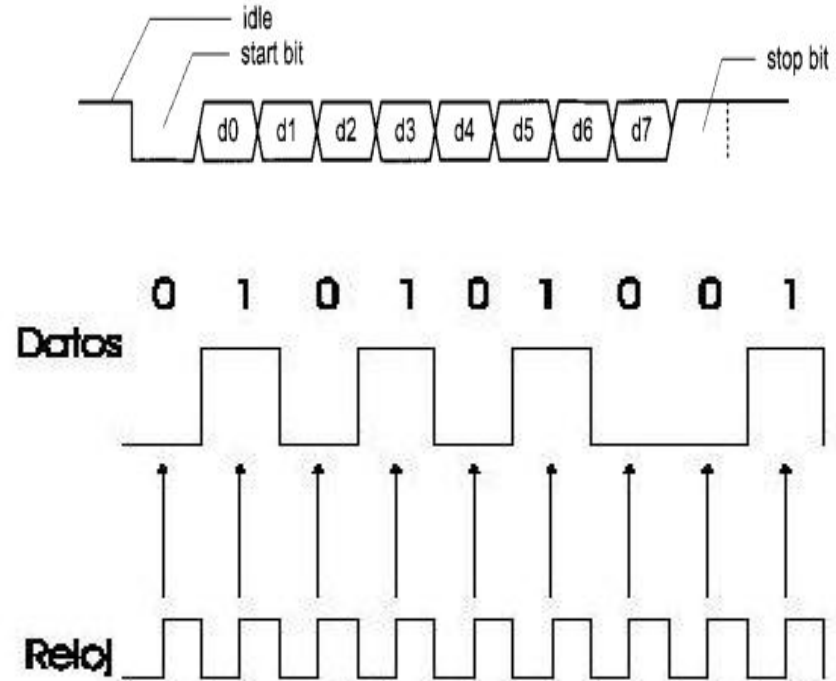 idle
start bit
stop bit
d0 d1 d2 d3 d4 d5 d6 d7
0 1 0 1 0 1 0 0 1
Datos
Reloj